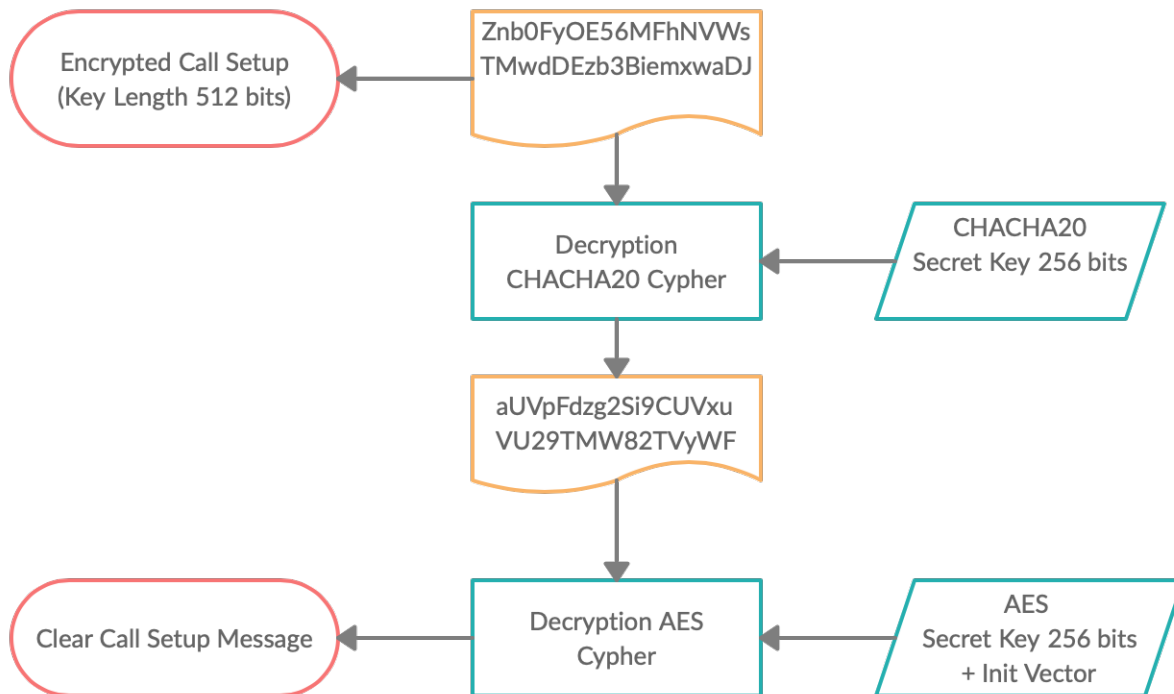 Encrypted Call Setup
(Key Length 512 bits)
Znb0FyOE56MFhNVWs
TMwdDEzb3BiemxwaDJ
Decryption
CHACHA20 Cypher
CHACHA20
Secret Key 256 bits
aUVpFdzg2Si9CUVxu
VU29TMW82TVyWF
Clear Call Setup Message
Decryption AES
Cypher
AES
Secret Key 256 bits
+ Init Vector